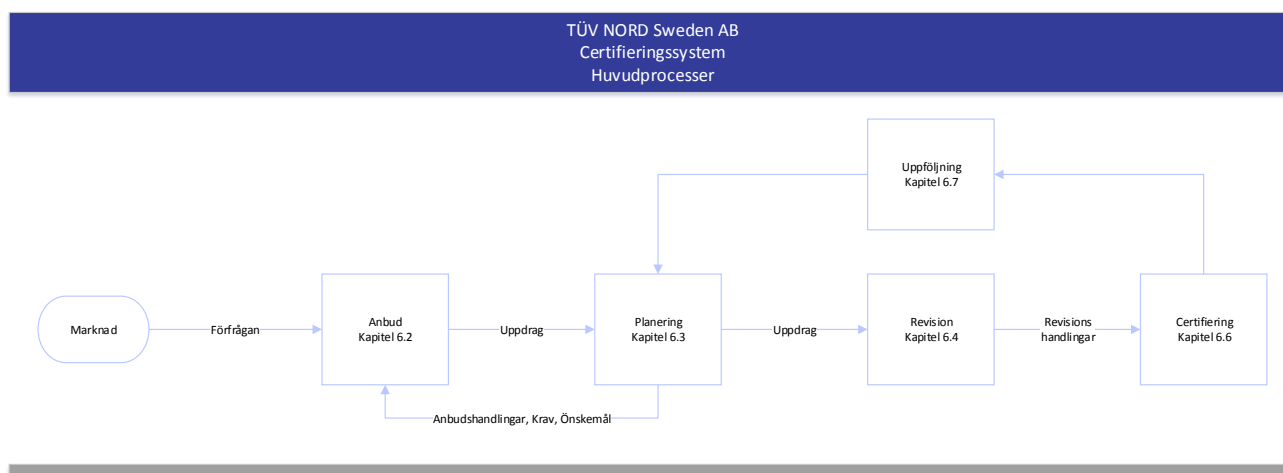 TÜV NORD Sweden AB
Certifieringssystem
Huvudprocesser
Uppföljning
Kapitel 6.7
Marknad
Förfrågan
Anbud
Kapitel 6.2
Uppdrag
Planering
Kapitel 6.3
Uppdrag
Revision
Kapitel 6.4
Revisions
handlingar
Certifiering
Kapitel 6.6
Anbudshandlingar, Krav, Önskemål